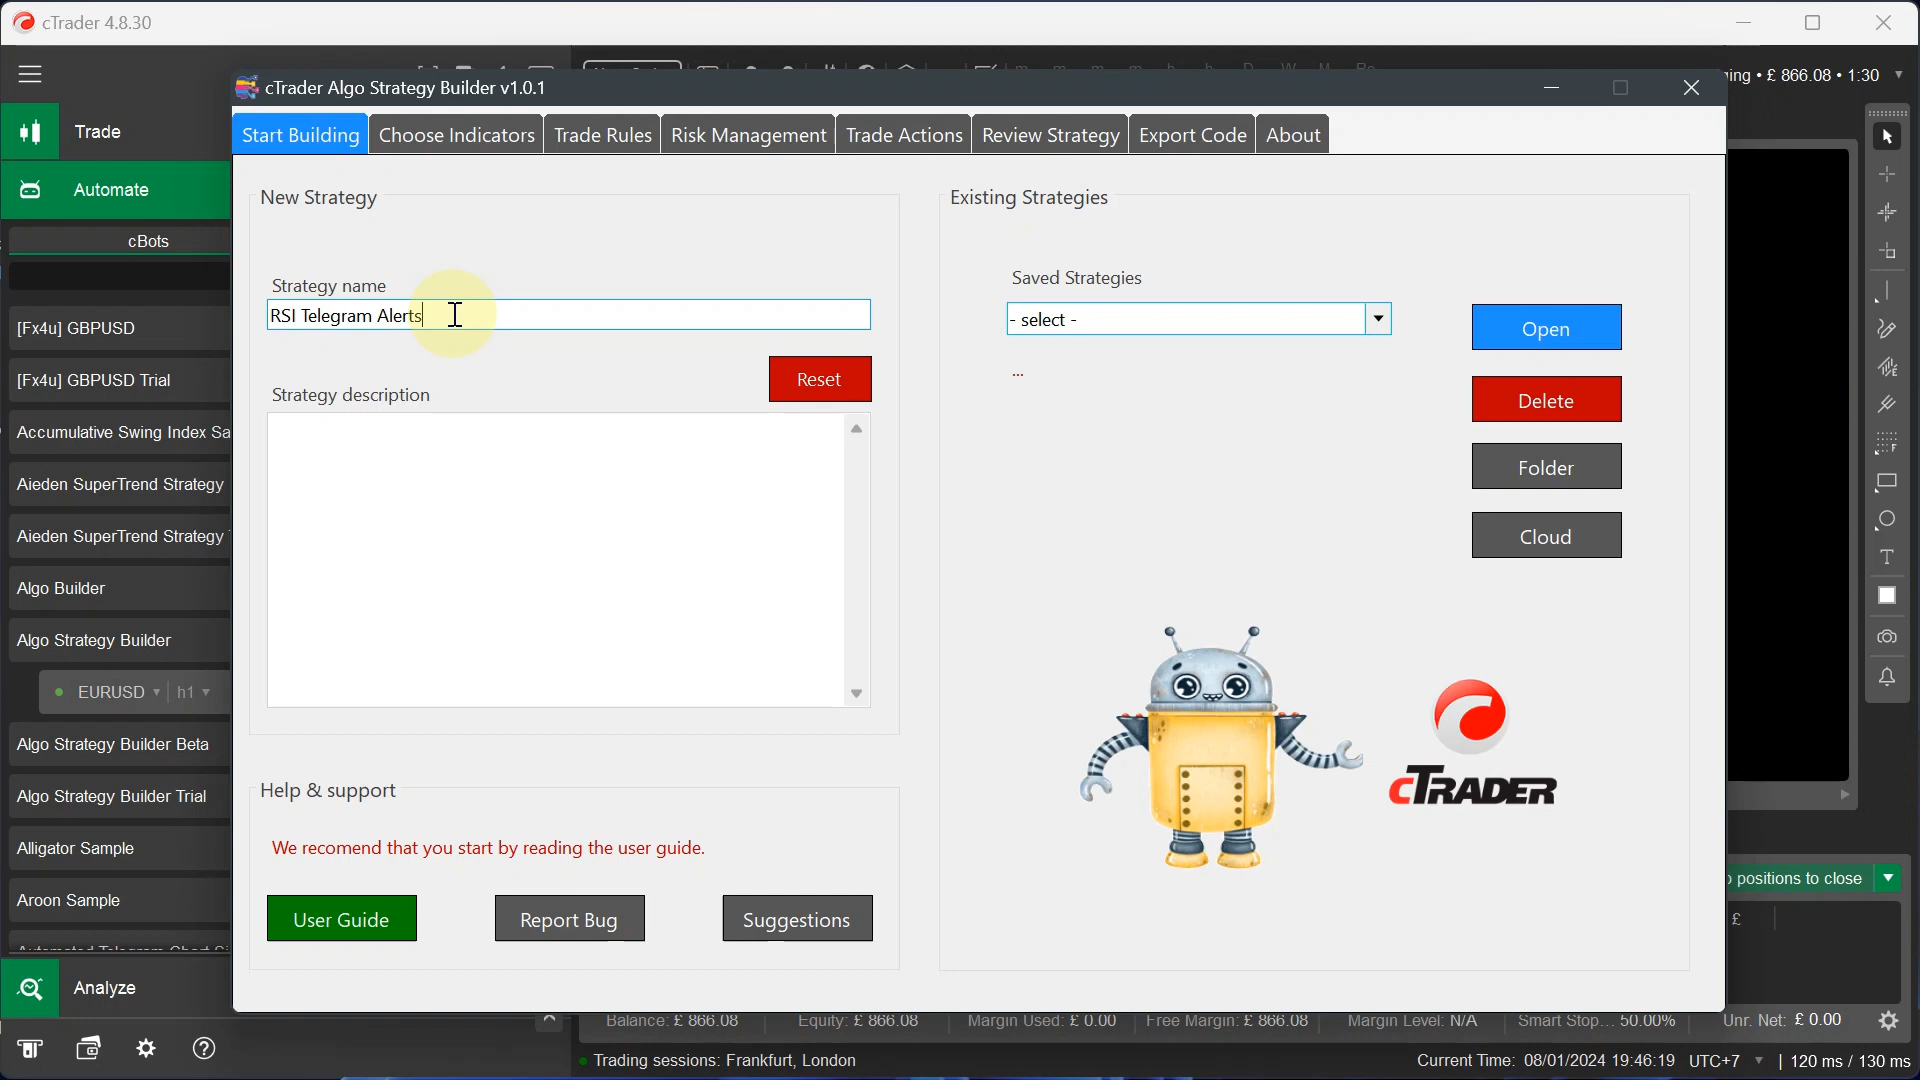 cTrader 4.8.30
ing • £ 866.08 • 1:30
cTrader Algo Strategy Builder v1.0.1
Start Building
Choose Indicators
Trade Rules
Risk Management
Trade Actions
Review Strategy
Export Code
About
Trade
Automate
cBots
[Fx4u] GBPUSD
[Fx4u] GBPUSD Trial
Accumulative Swing Index Sa
Aieden SuperTrend Strategy
Aieden SuperTrend Strategy
Algo Builder
Algo Strategy Builder
EURUSD
h1
Algo Strategy Builder Beta
Algo Strategy Builder Trial
Alligator Sample
Aroon Sample
Analyze
New Strategy
Strategy name
RSI Telegram Alerts
Reset
Strategy description
Help & support
We recomend that you start by reading the user guide.
User Guide
Report Bug
Suggestions
Existing Strategies
Saved Strategies
- select -
...
Open
Delete
Folder
Cloud
cTRADER
T
positions to close
£
Balance: £ 866.08
Equity: £ 866.08
Margin Used: £ 0.00
Free Margin: £ 866.08
Margin Level: N/A
Smart Stop... 50.00%
Unr. Net: £ 0.00
Trading sessions: Frankfurt, London
Current Time: 08/01/2024 19:46:19 UTC+7
| 120 ms / 130 ms